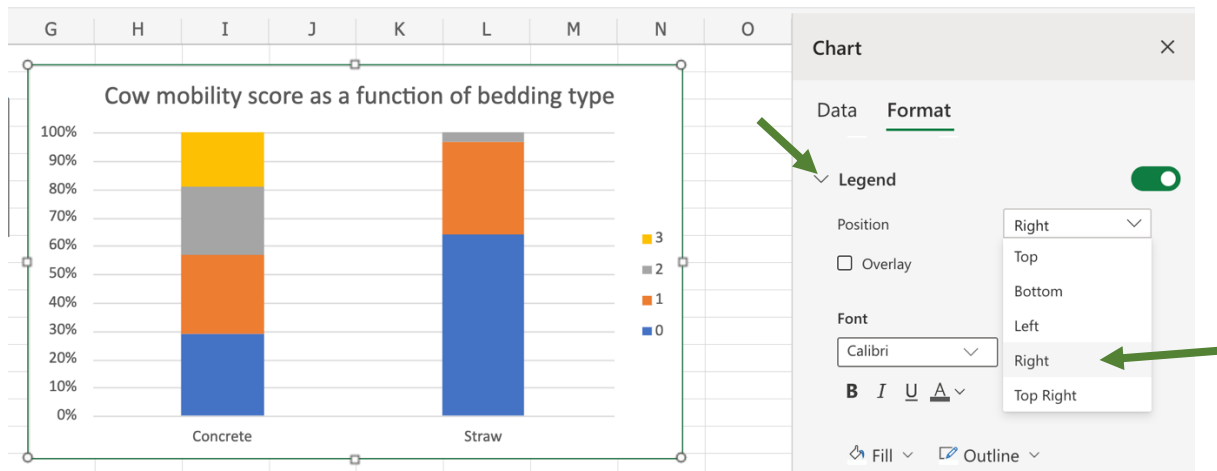 G H I J K L M N O
Cow mobility score as a function of bedding type
100%
90%
80%
70%
60%
50%
40%
30%
20%
10%
0%
Concrete Straw
3
2
1
0
Chart
Data Format
Legend
Position Right
Top
Bottom
Left
Right
Top Right
Overlay
Font
Calibri
B I U A
Fill Outline